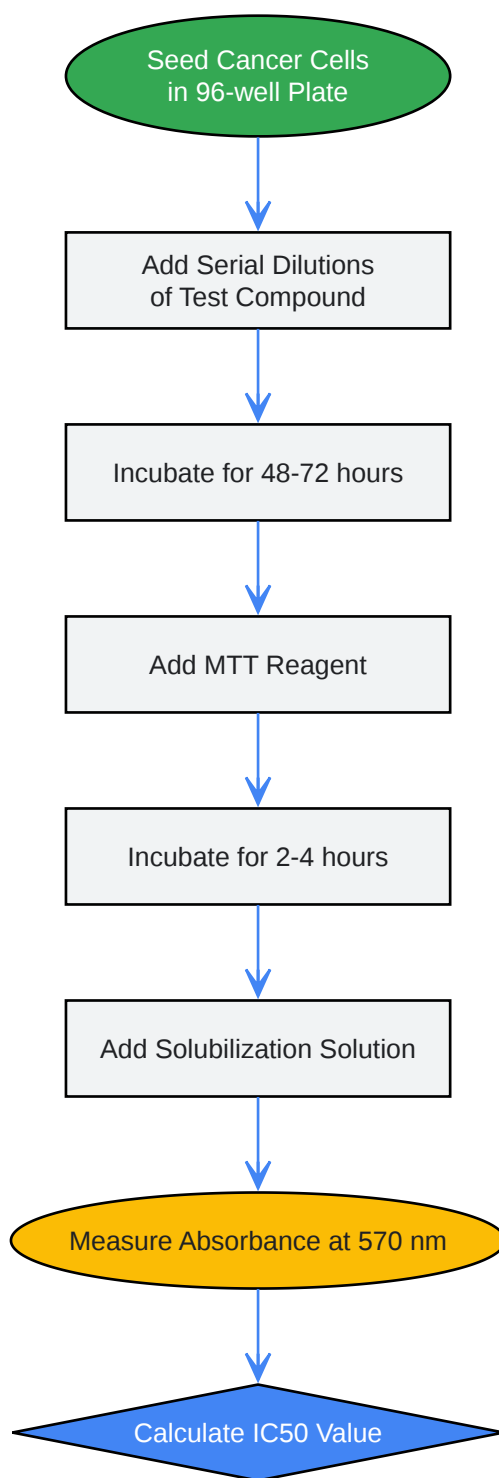 Seed Cancer Cells
in 96-well Plate
Add Serial Dilutions
of Test Compound
Incubate for 48-72 hours
Add MTT Reagent
Incubate for 2-4 hours
Add Solubilization Solution
Measure Absorbance at 570 nm
Calculate IC50 Value